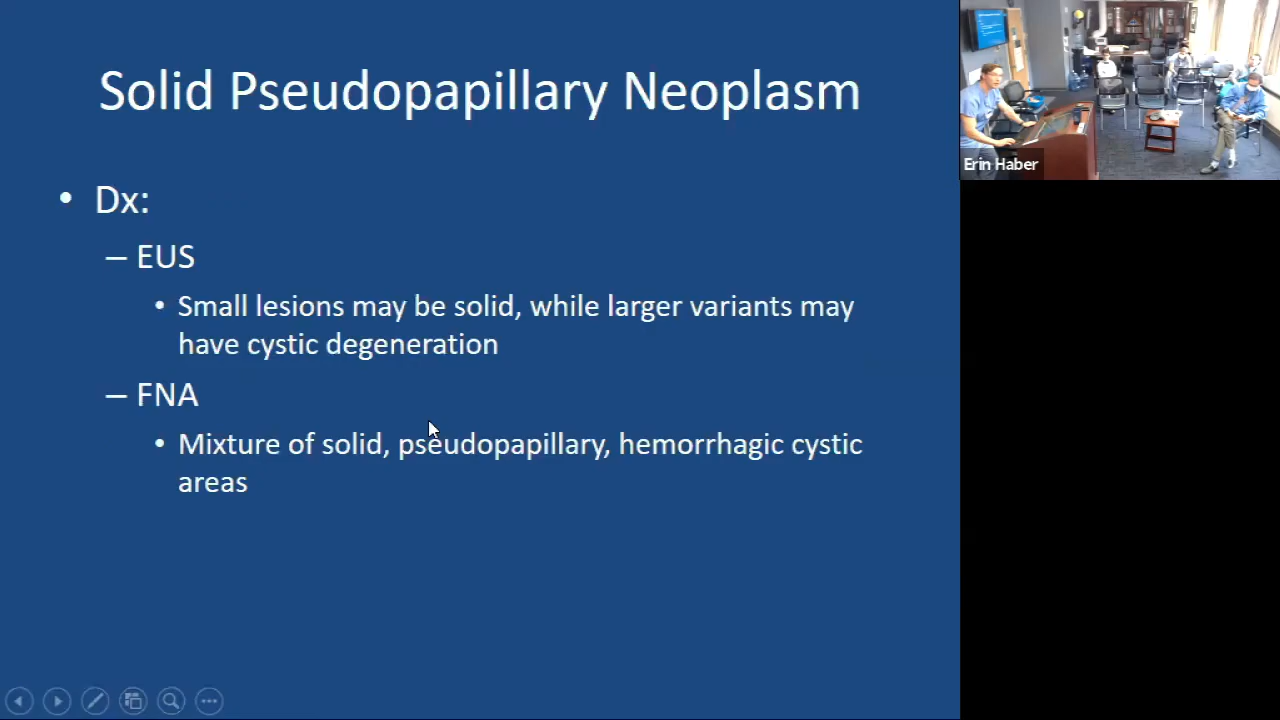 Solid Pseudopapillary Neoplasm
• Dx:
– EUS
• Small lesions may be solid, while larger variants may
have cystic degeneration
– FNA
• Mixture of solid, pseudopapillary, hemorrhagic cystic
areas
Erin Haber